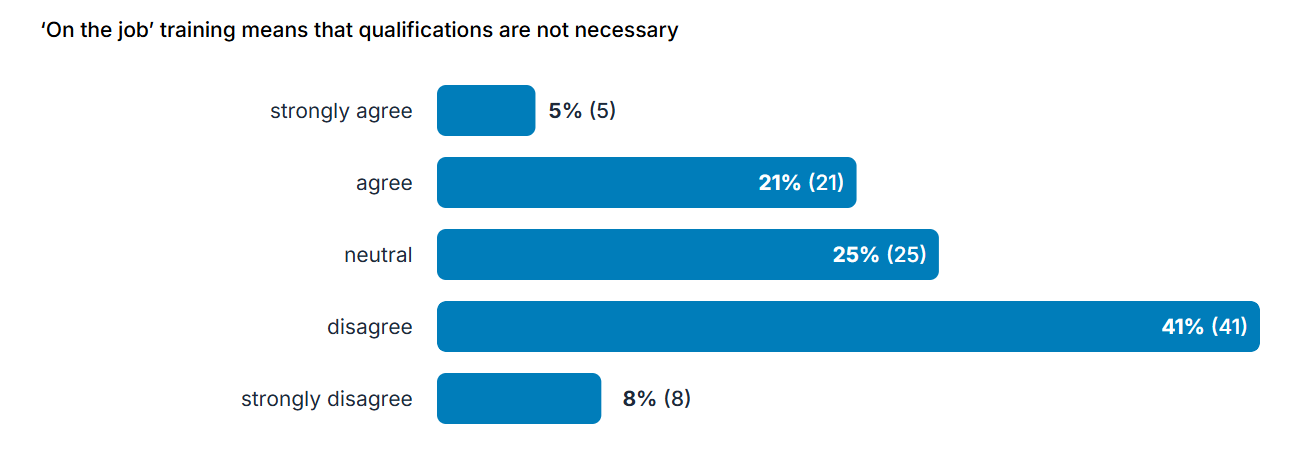 ‘On the job’ training means that qualifications are not necessary
strongly agree 5% (5)
agree 21% (21)
neutral 25% (25)
disagree 41% (41)
strongly disagree 8% (8)